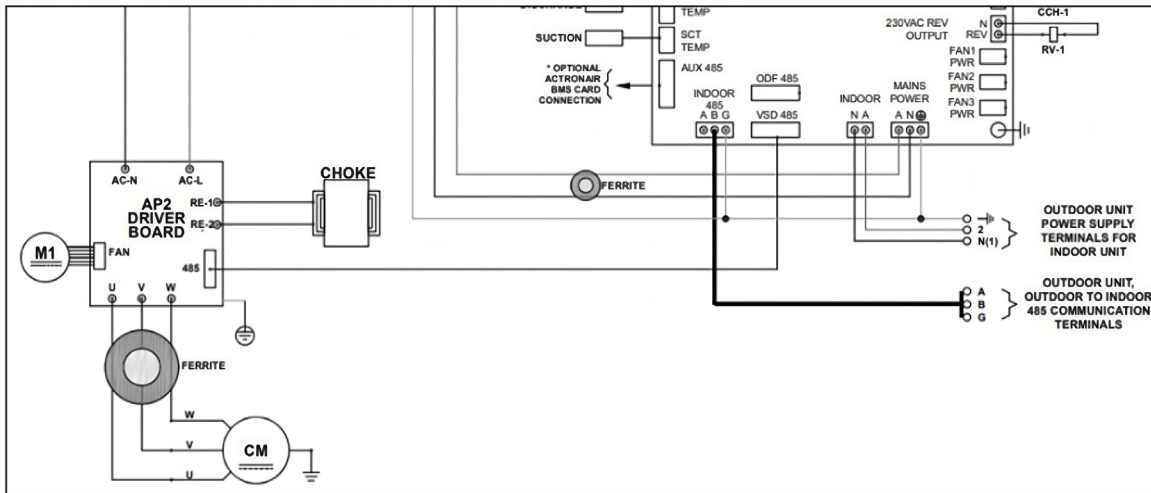 TEMP
CCH-1
230VAC REV
OUTPUT
N
REV
RV-1
SUCTION
SCT
TEMP
FAN1
PWR
* OPTIONAL
ACTRONAIR
BMS CARD
CONNECTION
AUX 485
ODF 485
FAN2
PWR
INDOOR
485
A B G
VSD 485
INDOOR
N A
MAINS
POWER
A N
FAN3
PWR
AC-N
AC-L
CHOKE
FERRITE
AP2
DRIVER
BOARD
RE-1
RE-2
M1
FAN
485
U
V
W
2
N(1)
OUTDOOR UNIT
POWER SUPPLY
TERMINALS FOR
INDOOR UNIT
A
B
G
OUTDOOR UNIT,
OUTDOOR TO INDOOR
485 COMMUNICATION
TERMINALS
FERRITE
W
V
U
CM